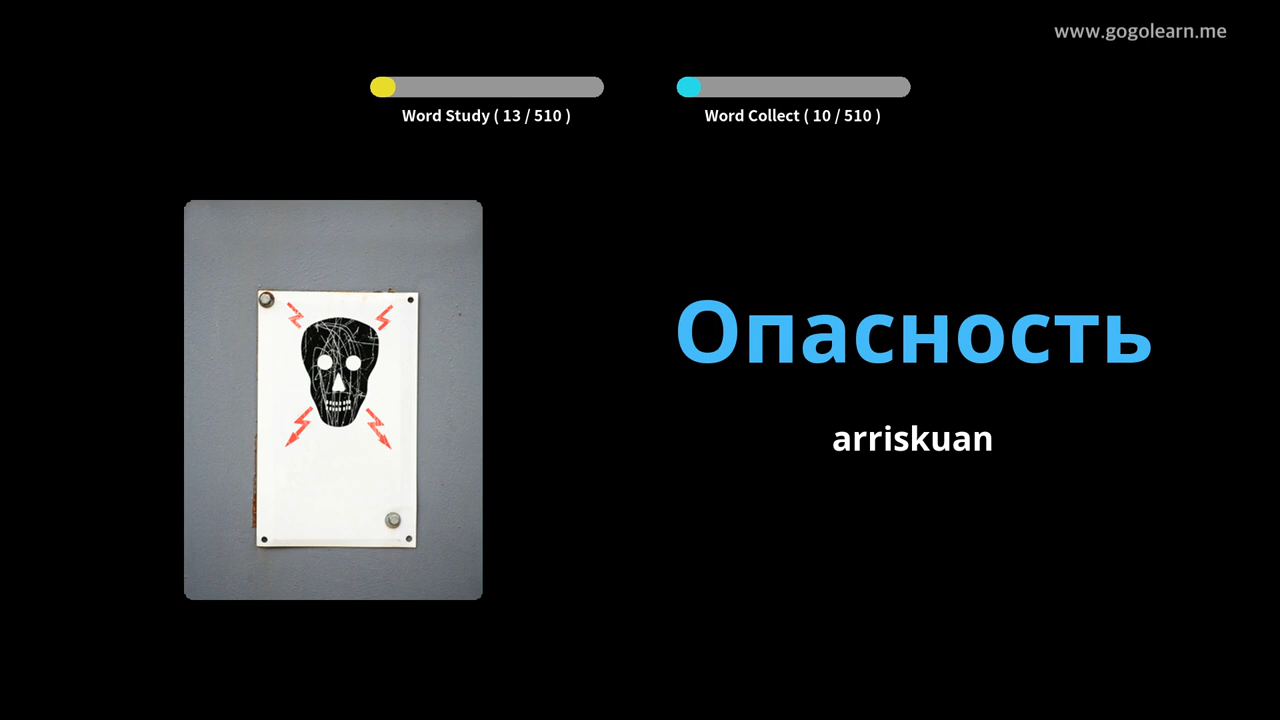 www.gogolearn.me
Word Study ( 13 / 510 )
Word Collect ( 10 / 510 )
Опасность
arriskuan